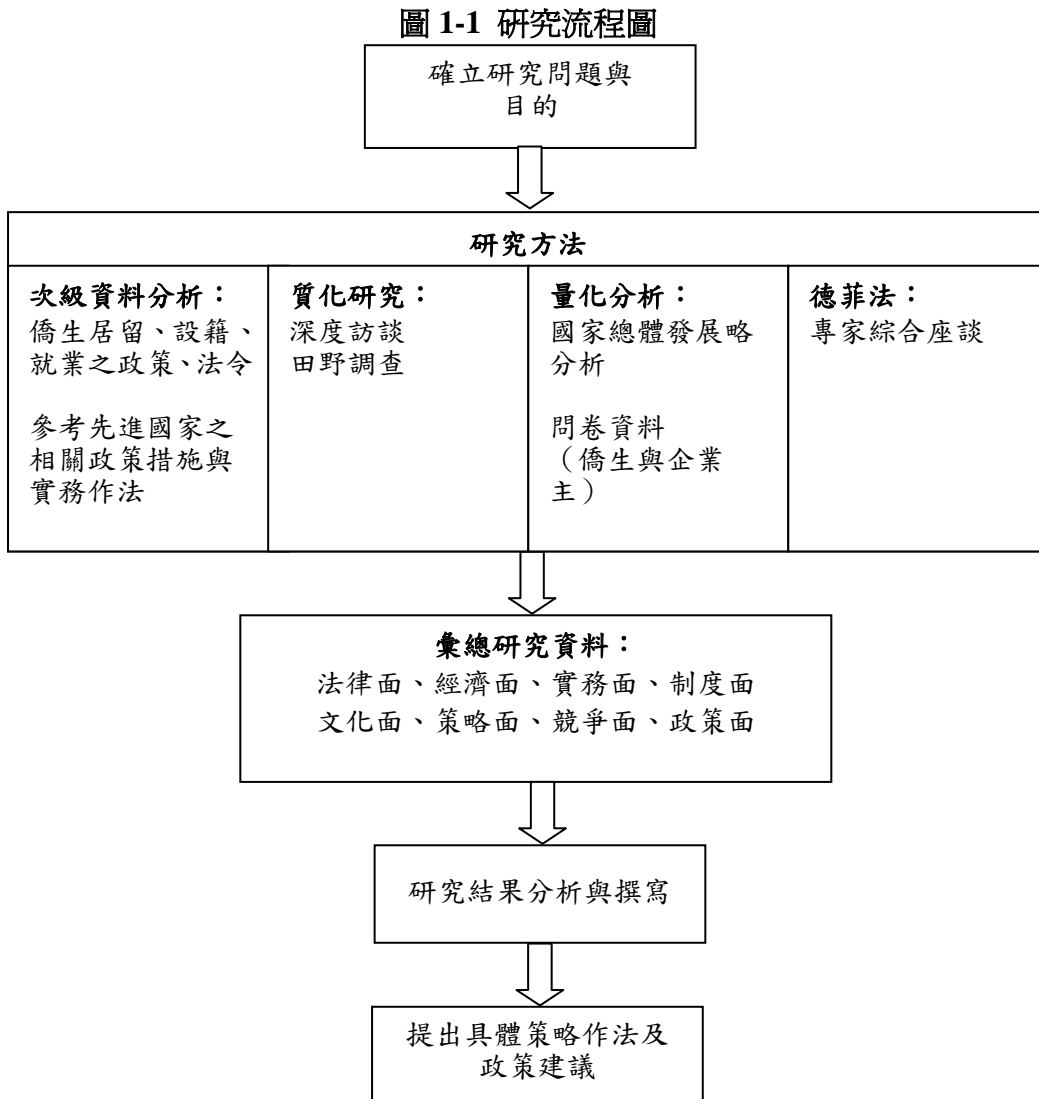 圖 1-1 研究流程圖
確立研究問題與
目的
研究方法
次級資料分析：
僑生居留、設籍、
就業之政策、法令
參考先進國家之
相關政策措施與
實務作法
質化研究：
深度訪談
田野調查
量化分析：
國家總體發展略
分析
問卷資料
（僑生與企業
主）
德菲法：
專家綜合座談
彙總研究資料：
法律面、經濟面、實務面、制度面
文化面、策略面、競爭面、政策面
研究結果分析與撰寫
提出具體策略作法及
政策建議